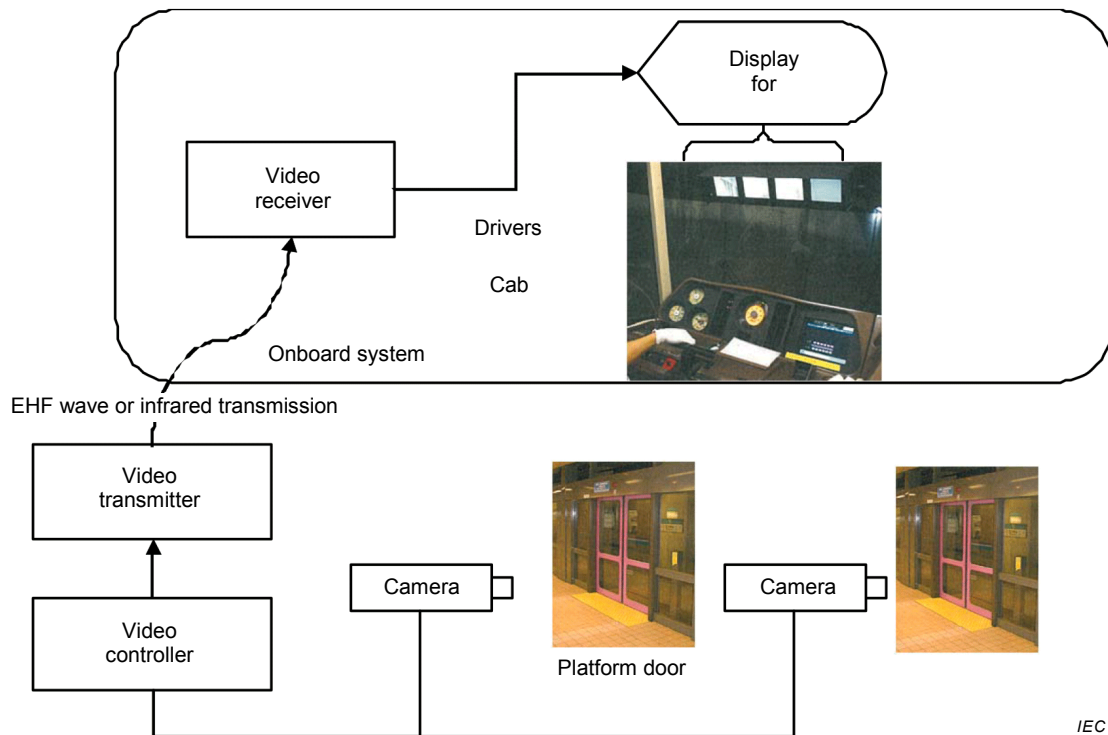 Display
for
Video
receiver
Drivers
Cab
Onboard system
EHF wave or infrared transmission
Video
transmitter
Camera
Camera
Video
controller
Platform door
IEC